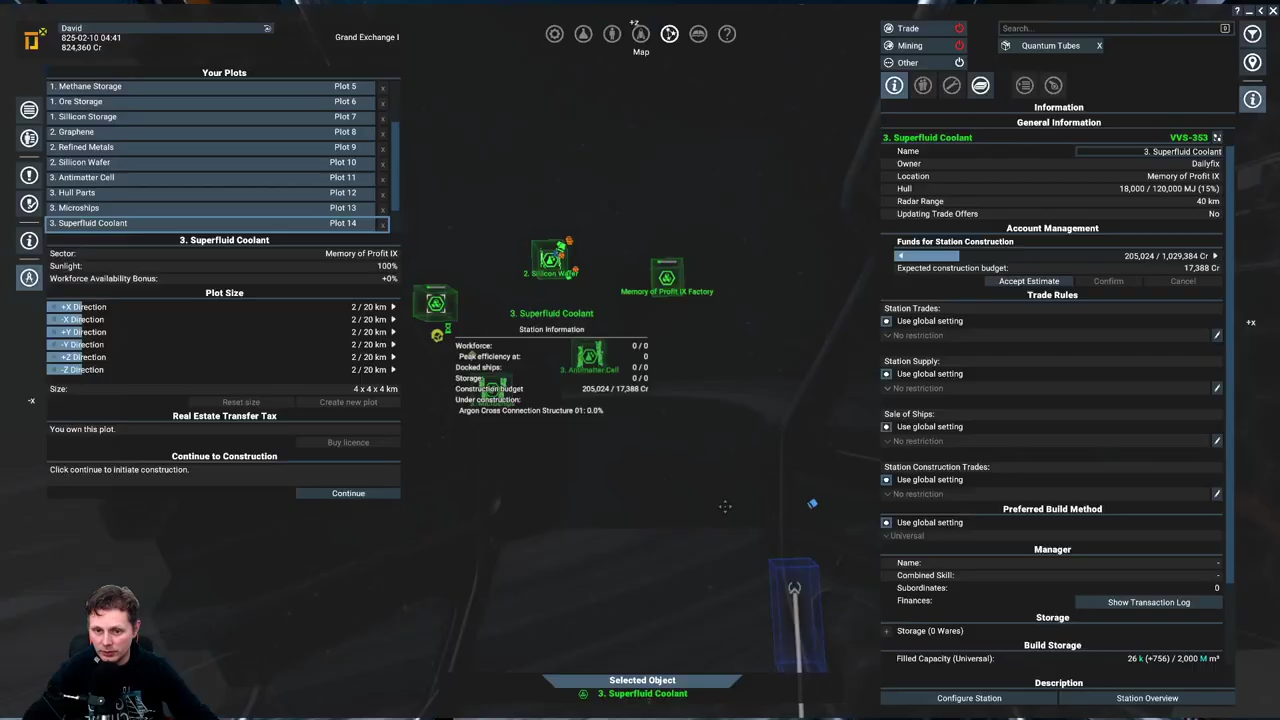 David
825-02-10 04:41
824,360 Cr
Grand Exchange I
+z
Map
Your Plots
1. Methane Storage Plot 5 x
1. Ore Storage Plot 6 x
1. Sillicon Storage Plot 7 x
2. Graphene Plot 8 x
2. Refined Metals Plot 9 x
2. Sillicon Wafer Plot 10 x
3. Antimatter Cell Plot 11 x
3. Hull Parts Plot 12 x
3. Microships Plot 13 x
3. Superfluid Coolant Plot 14 x
3. Superfluid Coolant
Sector: Memory of Profit IX
Sunlight: 100%
Workforce Availability Bonus: +0%
Plot Size
+X Direction 2 / 20 km
-X Direction 2 / 20 km
+Y Direction 2 / 20 km
-Y Direction 2 / 20 km
+Z Direction 2 / 20 km
-Z Direction 2 / 20 km
Size: 4 x 4 x 4 km
Reset size Create new plot
Real Estate Transfer Tax
You own this plot.
Buy licence
Continue to Construction
Click continue to initiate construction.
Continue
-x
2. Silicon Wafer
Memory of Profit IX Factory
3. Superfluid Coolant
Station Information
Workforce: 0 / 0
Peak efficiency at: 0
Docked ships: 0 / 0
Storage: 0 / 0
Construction budget 205,024 / 17,388 Cr
Under construction:
Argon Cross Connection Structure 01: 0.0%
3. Antimatter Cell
Selected Object
3. Superfluid Coolant
Trade
Mining
Other
Search...
Quantum Tubes X
Information
General Information
3. Superfluid Coolant VVS-353
Name 3. Superfluid Coolant
Owner Dailyfix
Location Memory of Profit IX
Hull 18,000 / 120,000 MJ (15%)
Radar Range 40 km
Updating Trade Offers No
Account Management
Funds for Station Construction
205,024 / 1,029,384 Cr
Expected construction budget: 17,388 Cr
Accept Estimate Confirm Cancel
Trade Rules
Station Trades:
Use global setting
No restriction
Station Supply:
Use global setting
No restriction
Sale of Ships:
Use global setting
No restriction
Station Construction Trades:
Use global setting
No restriction
Preferred Build Method
Use global setting
Universal
Manager
Name: -
Combined Skill: -
Subordinates: 0
Finances: Show Transaction Log
Storage
+ Storage (0 Wares)
Build Storage
Filled Capacity (Universal): 26 k (+756) / 2,000 M m³
Description
Configure Station Station Overview
+x